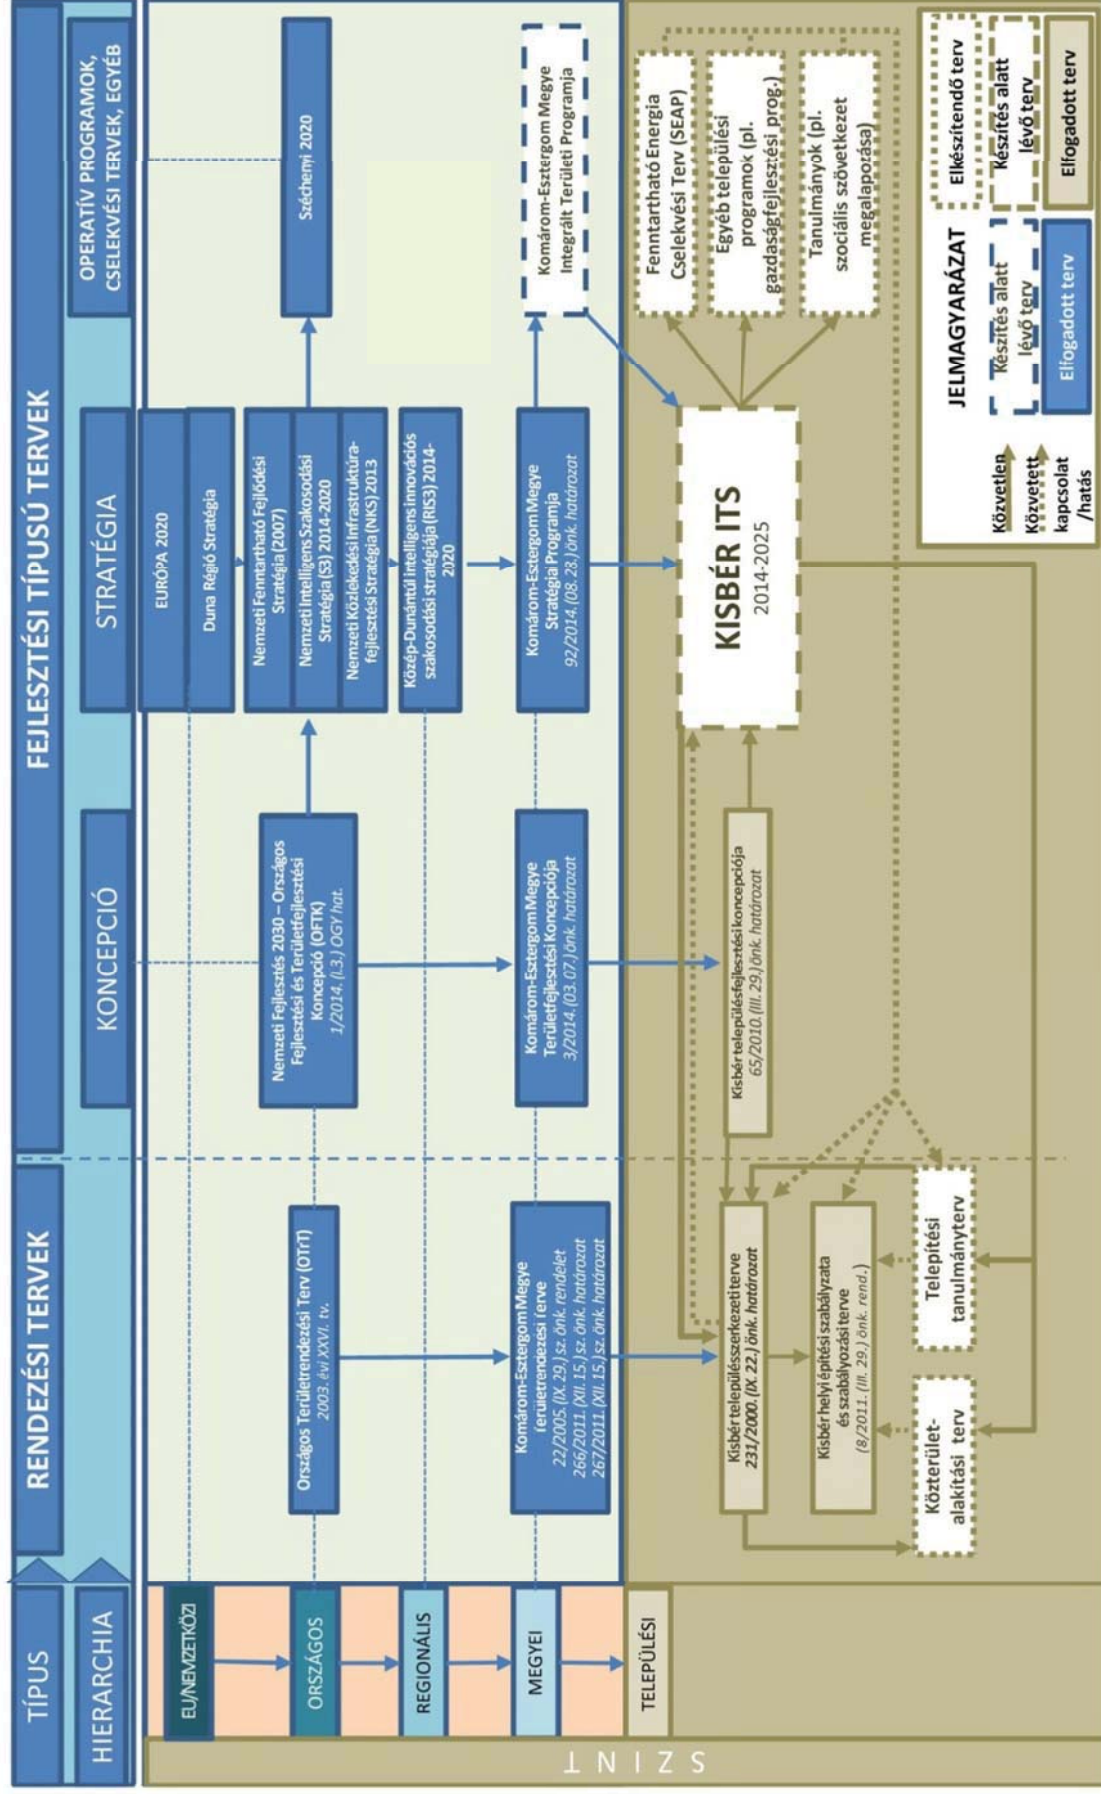 TÍPUS
RENDEZÉSI TERVEK
FEJLESZTÉSI TÍPUSÚ TERVEK
HIERARCHIA
KONCEPCIÓ
STRATÉGIA
OPERATÍV PROGRAMOK,
CSELEKVÉSI TERVEK, EGYÉB
SZINT
EU/NEMZETKÖZI
EURÓPA 2020
Duna Régió Stratégia
ORSZÁGOS
Országos Területrendezési Terv (OTrT)
2003. évi XXVI. tv.
Nemzeti Fejlesztés 2030 – Országos
Fejlesztési és Területfejlesztési
Koncepció (OFTK)
1/2014. (I.3.) OGY hat.
Nemzeti Fenntartható Fejlődési
Stratégia (2007)
Nemzeti Intelligens Szakosodási
Stratégia (S3) 2014-2020
Nemzeti Közlekedési Infrastruktúra-
fejlesztési Stratégia (NKS) 2013
Széchenyi 2020
REGIONÁLIS
Közép-Dunántúl intelligens innovációs
szakosodási stratégiája (RIS3) 2014-
2020
MEGYEI
Komárom-Esztergom Megye
Területrendezési Terve
22/2005. (IX. 29.) sz. önk. rendelet
266/2011. (XII. 15.) sz. önk. határozat
267/2011. (XII. 15.) sz. önk. határozat
Komárom-Esztergom Megye
Területfejlesztési Koncepciója
3/2014. (03. 07.) önk. határozat
Komárom-Esztergom Megye
Stratégia Programja
92/2014. (08. 28.) önk. határozat
Komárom-Esztergom Megye
Integrált Területi Programja
TELEPÜLÉSI
Kisbér településszerkezeti terve
231/2000. (IX. 22.) önk. határozat
Kisbér helyi építési szabályzata
és szabályozási terve
(8/2011. (III. 29.) önk. rend.)
Közterület-
alakítási terv
Telepítési
tanulmányterv
Kisbér településfejlesztési koncepciója
65/2010. (III. 29.) önk. határozat
KISBÉR ITS
2014-2025
Fenntartható Energia
Cselekvési Terv (SEAP)
Egyéb települési
programok (pl.
gazdaságfejlesztési prog.)
Tanulmányok (pl.
szociális szövetkezet
megalapozása)
JELMAGYARÁZAT
Közvetlen
Közvetett
kapcsolat
/hatás
Készítés alatt
lévő terv
Elfogadott terv
Elkészítendő terv
Készítés alatt
lévő terv
Elfogadott terv